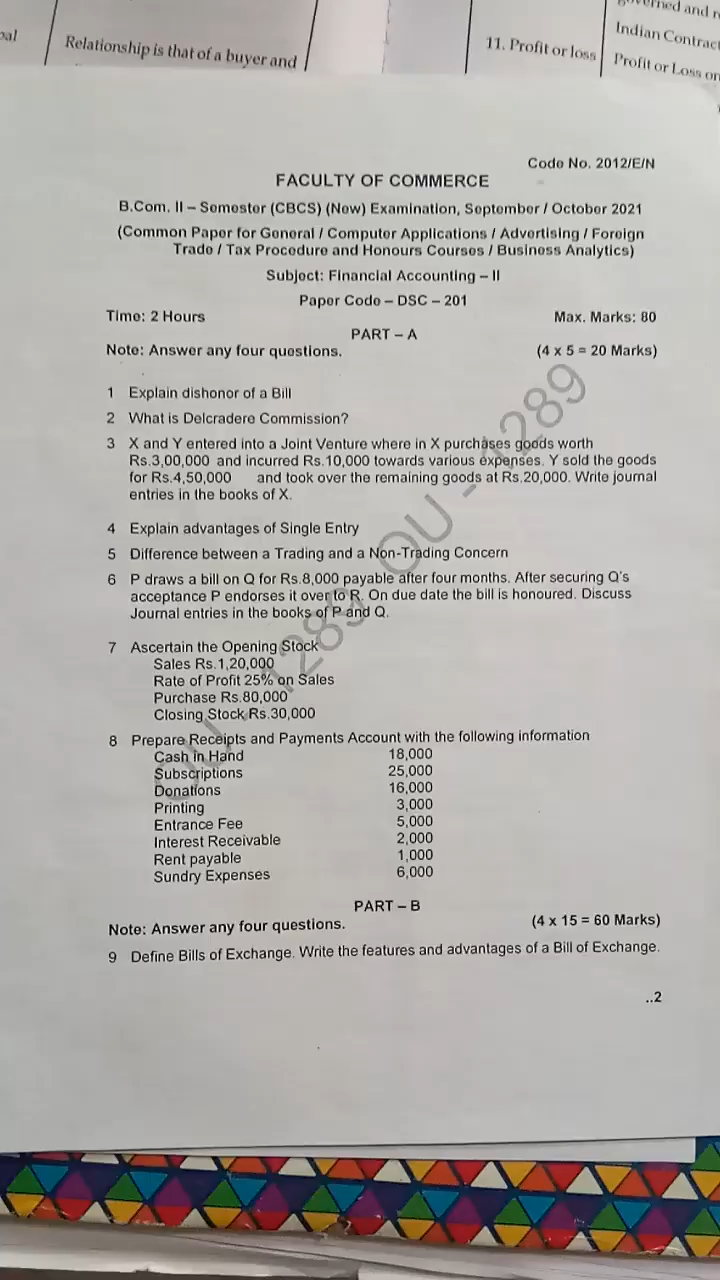 pal
Relationship is that of a buyer and
11. Profit or loss
governed and
Indian Contract
Profit or Loss on
Code No. 2012/E/N
FACULTY OF COMMERCE
B.Com. II – Semester (CBCS) (New) Examination, September / October 2021
(Common Paper for General / Computer Applications / Advertising / Foreign
Trade / Tax Procedure and Honours Courses / Business Analytics)
Subject: Financial Accounting – II
Paper Code – DSC – 201
Time: 2 Hours Max. Marks: 80
PART – A
Note: Answer any four questions. (4 x 5 = 20 Marks)
1 Explain dishonor of a Bill
2 What is Delcradere Commission?
3 X and Y entered into a Joint Venture where in X purchases goods worth
Rs.3,00,000 and incurred Rs.10,000 towards various expenses. Y sold the goods
for Rs.4,50,000 and took over the remaining goods at Rs.20,000. Write journal
entries in the books of X.
4 Explain advantages of Single Entry
5 Difference between a Trading and a Non-Trading Concern
6 P draws a bill on Q for Rs.8,000 payable after four months. After securing Q's
acceptance P endorses it over to R. On due date the bill is honoured. Discuss
Journal entries in the books of P and Q.
7 Ascertain the Opening Stock
Sales Rs.1,20,000
Rate of Profit 25% on Sales
Purchase Rs.80,000
Closing Stock Rs.30,000
8 Prepare Receipts and Payments Account with the following information
Cash in Hand 18,000
Subscriptions 25,000
Donations 16,000
Printing 3,000
Entrance Fee 5,000
Interest Receivable 2,000
Rent payable 1,000
Sundry Expenses 6,000
PART – B
Note: Answer any four questions. (4 x 15 = 60 Marks)
9 Define Bills of Exchange. Write the features and advantages of a Bill of Exchange.
..2
OU - 1289 OU - 1289